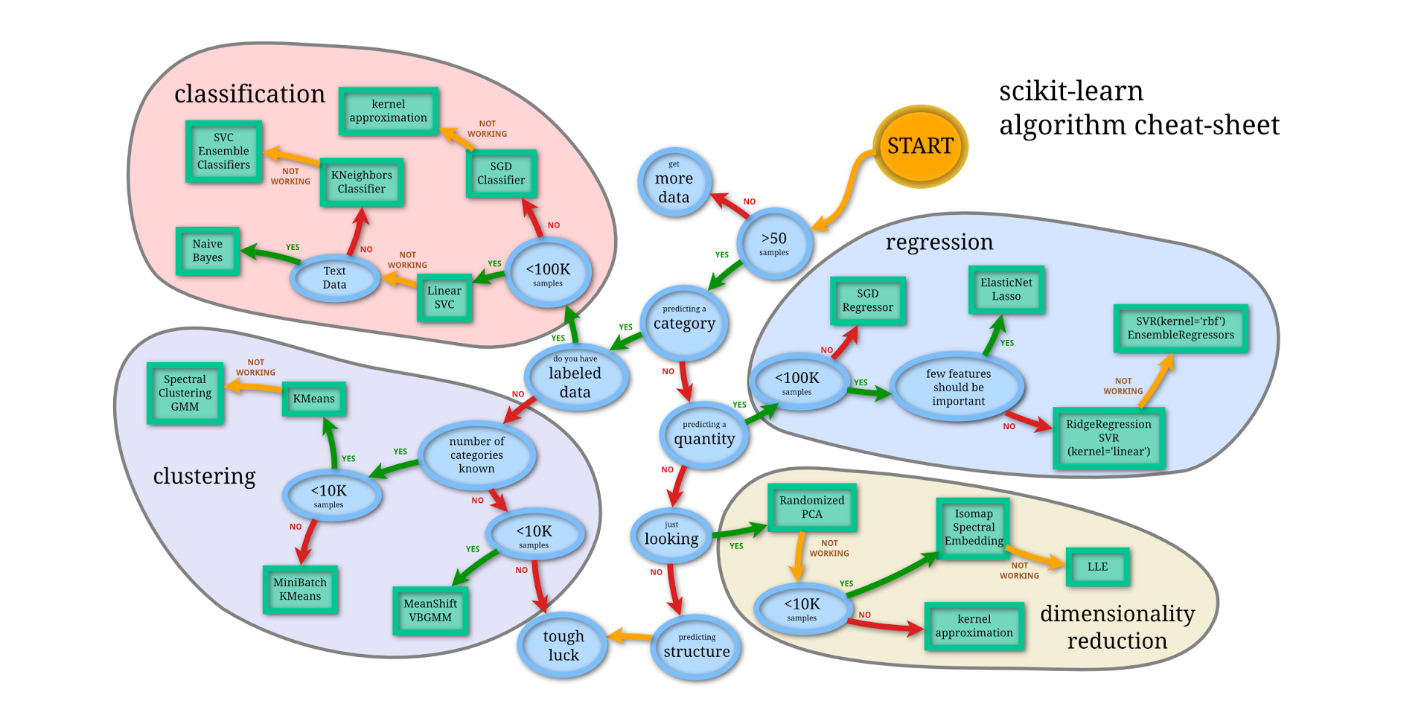 scikit-learn
algorithm cheat-sheet
START
>50
samples
NO
get
more
data
YES
predicting a
category
YES
do you have
labeled
data
YES
NO
NO
classification
<100K
samples
NO
SGD
Classifier
NOT
WORKING
kernel
approximation
YES
Linear
SVC
NOT
WORKING
Text
Data
YES
Naive
Bayes
NO
KNeighbors
Classifier
NOT
WORKING
SVC
Ensemble
Classifiers
clustering
number of
categories
known
YES
<10K
samples
YES
KMeans
NOT
WORKING
Spectral
Clustering
GMM
NO
MiniBatch
KMeans
NO
<10K
samples
YES
MeanShift
VBGMM
NO
tough
luck
predicting a
quantity
YES
NO
regression
<100K
samples
NO
SGD
Regressor
YES
few features
should be
important
YES
ElasticNet
Lasso
NO
RidgeRegression
SVR
(kernel='linear')
NOT
WORKING
SVR(kernel='rbf')
EnsembleRegressors
just
looking
YES
NO
predicting
structure
dimensionality
reduction
Randomized
PCA
NOT
WORKING
<10K
samples
YES
Isomap
Spectral
Embedding
NOT
WORKING
LLE
NO
kernel
approximation